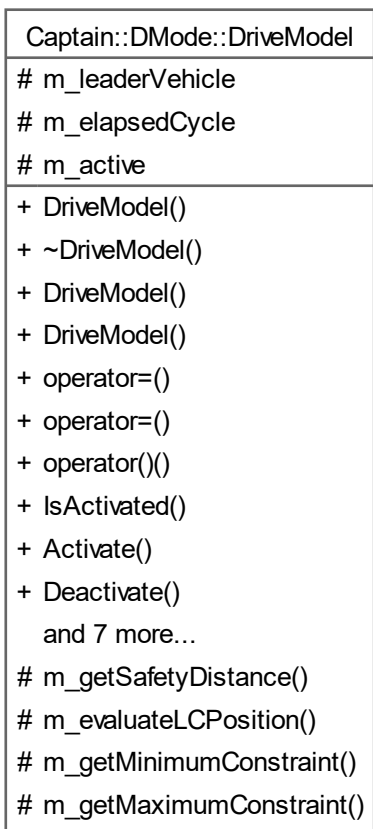 Captain::DMode::DriveModel
# m_leaderVehicle
# m_elapsedCycle
# m_active
+ DriveModel()
+ ~DriveModel()
+ DriveModel()
+ DriveModel()
+ operator=()
+ operator=()
+ operator()()
+ IsActivated()
+ Activate()
+ Deactivate()
and 7 more...
# m_getSafetyDistance()
# m_evaluateLCPosition()
# m_getMinimumConstraint()
# m_getMaximumConstraint()